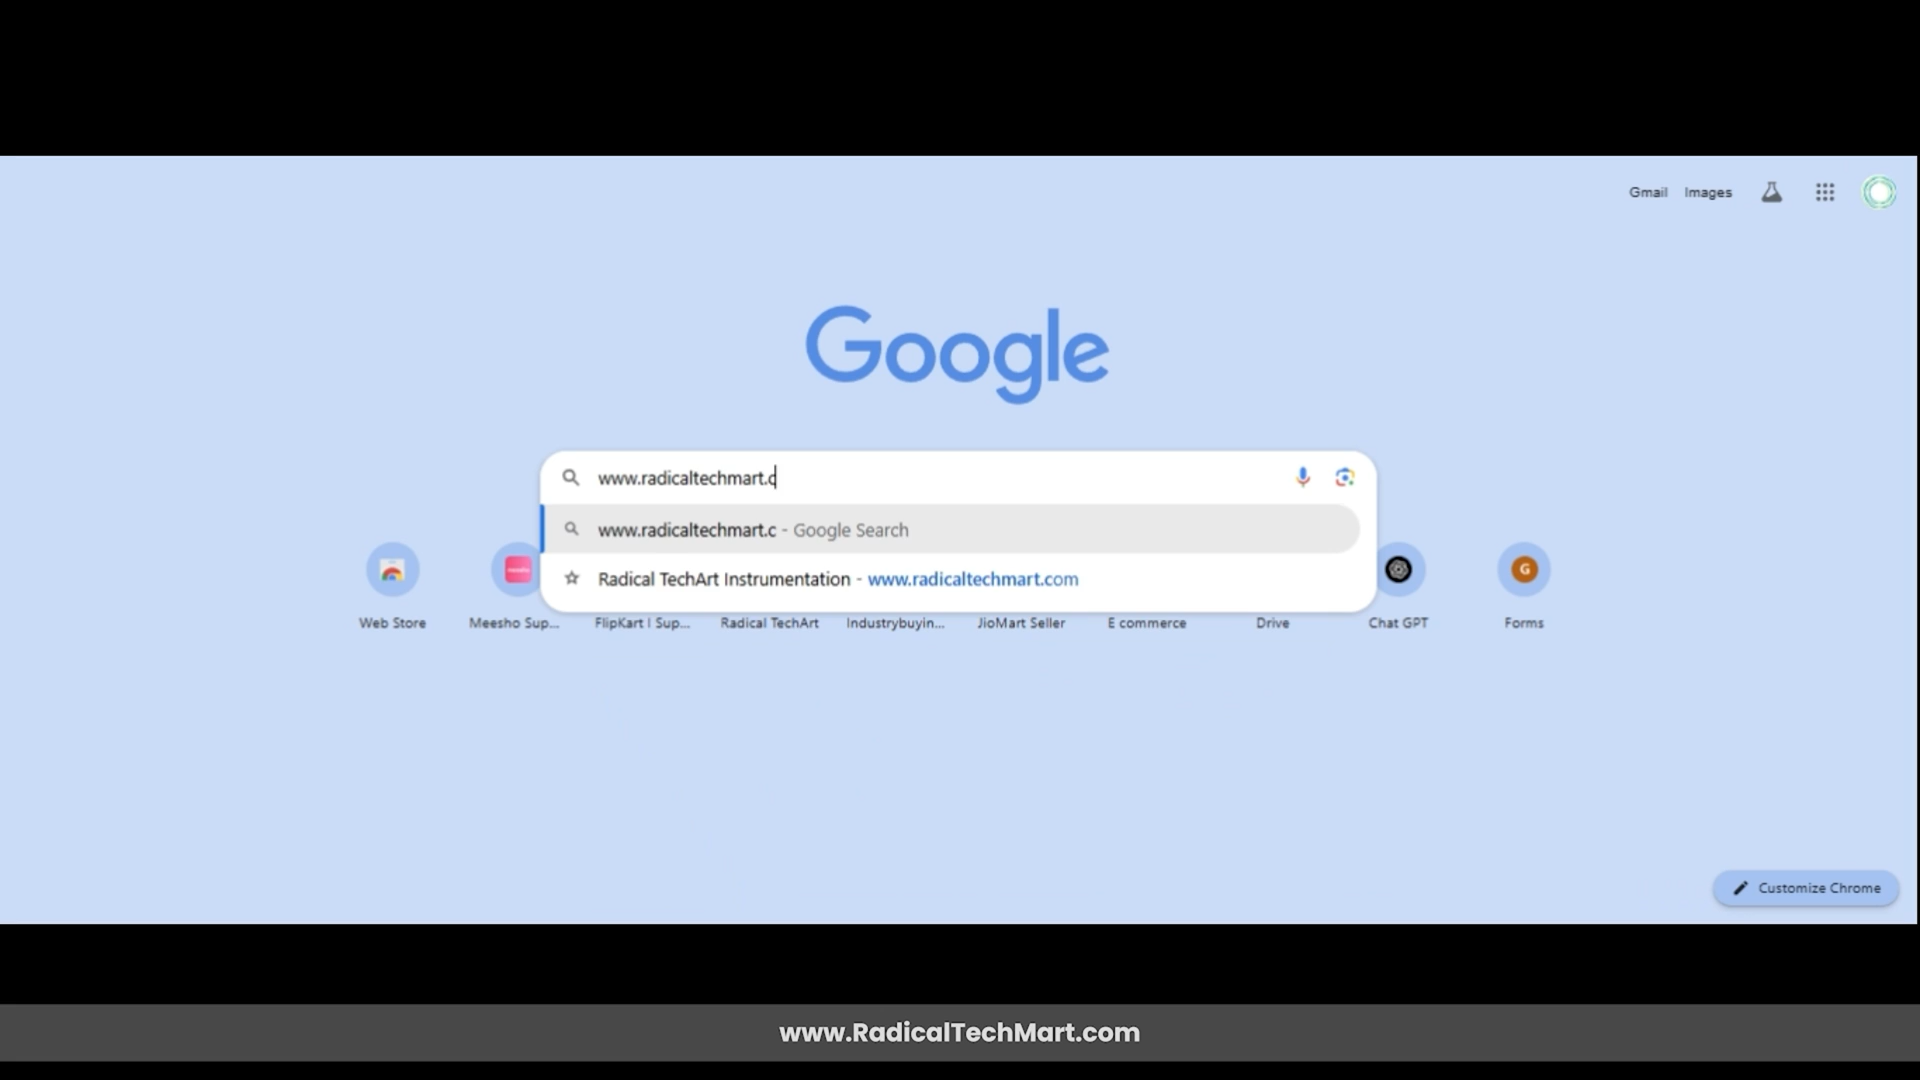 Gmail Images
Google
www.radicaltechmart.c
www.radicaltechmart.c - Google Search
Radical TechArt Instrumentation - www.radicaltechmart.com
G
Web Store Meesho Sup... FlipKart I Sup... Radical TechArt Industrybuyin... JioMart Seller E commerce Drive Chat GPT Forms
Customize Chrome
www.RadicalTechMart.com